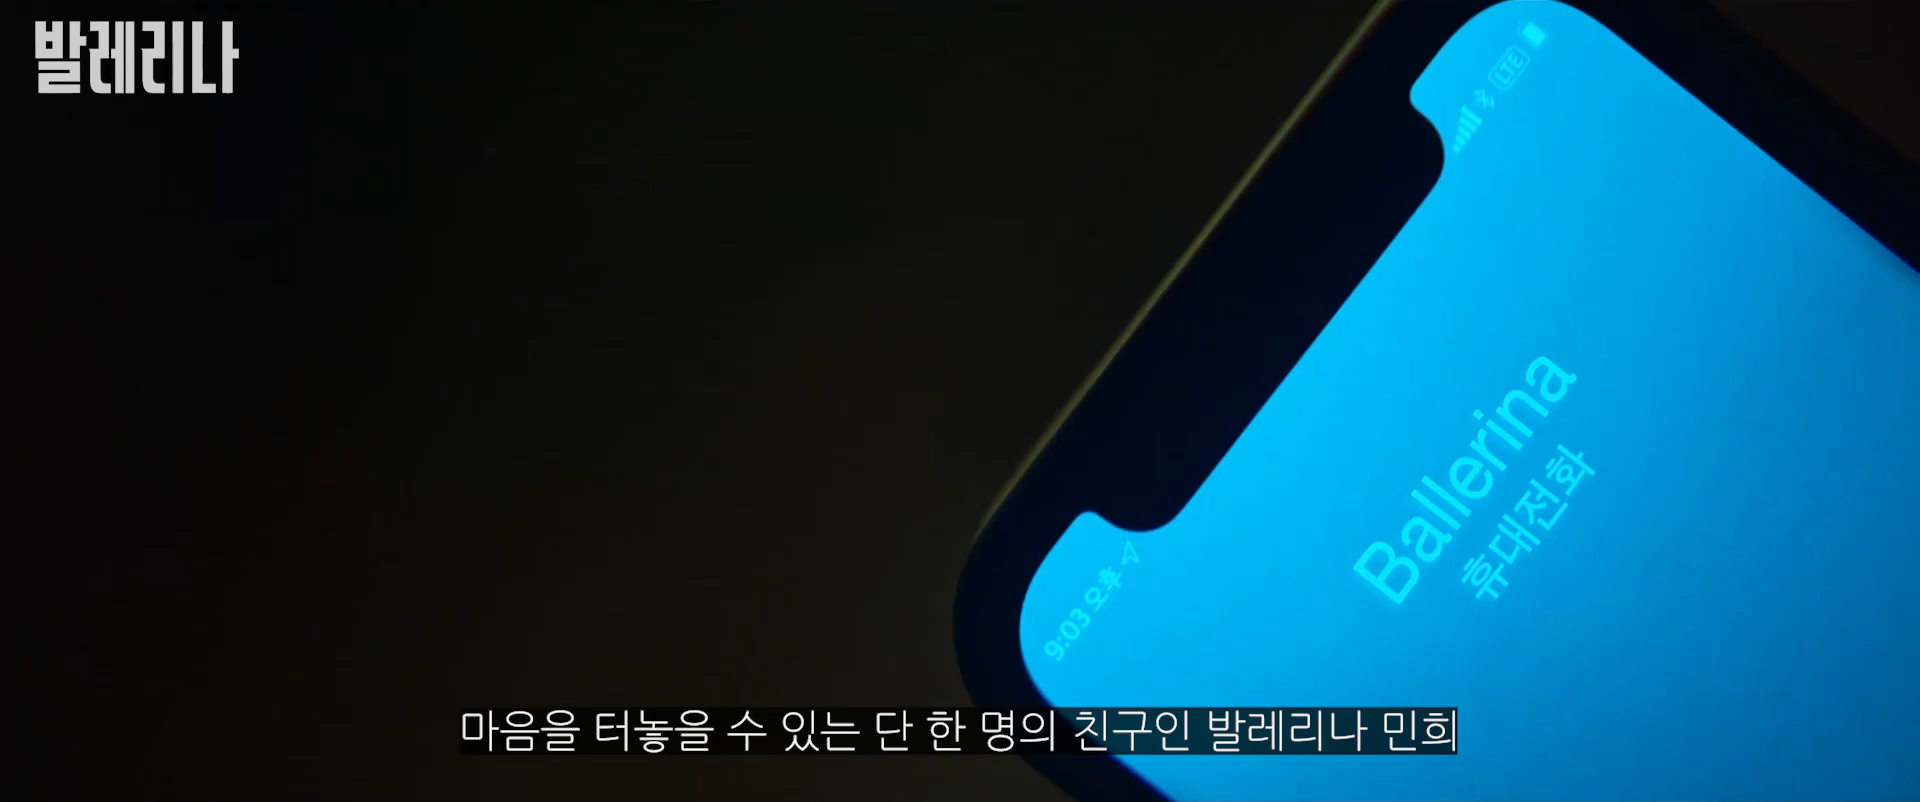 발레리나
LTE
Ballerina
휴대전화
9:03 오후
마음을 터놓을 수 있는 단 한 명의 친구인 발레리나 민희